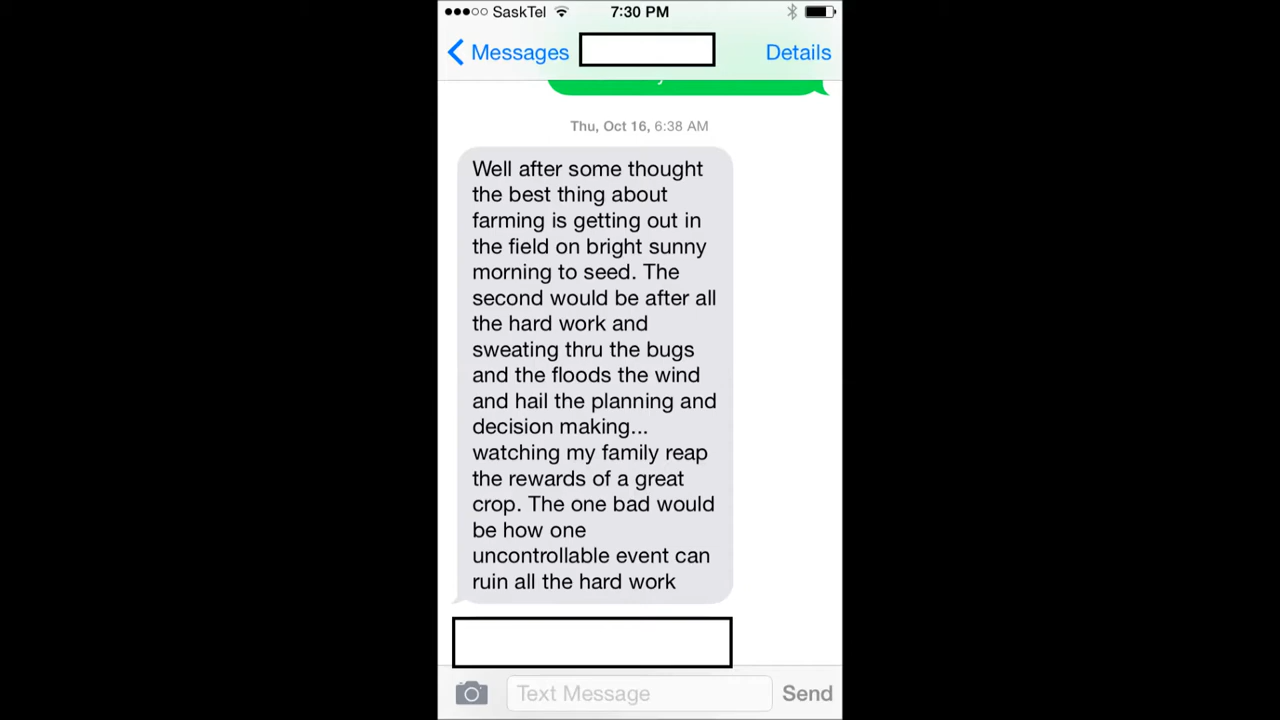 SaskTel 7:30 PM
Messages Details
Thu, Oct 16, 6:38 AM
Well after some thought
the best thing about
farming is getting out in
the field on bright sunny
morning to seed. The
second would be after all
the hard work and
sweating thru the bugs
and the floods the wind
and hail the planning and
decision making...
watching my family reap
the rewards of a great
crop. The one bad would
be how one
uncontrollable event can
ruin all the hard work
Text Message Send